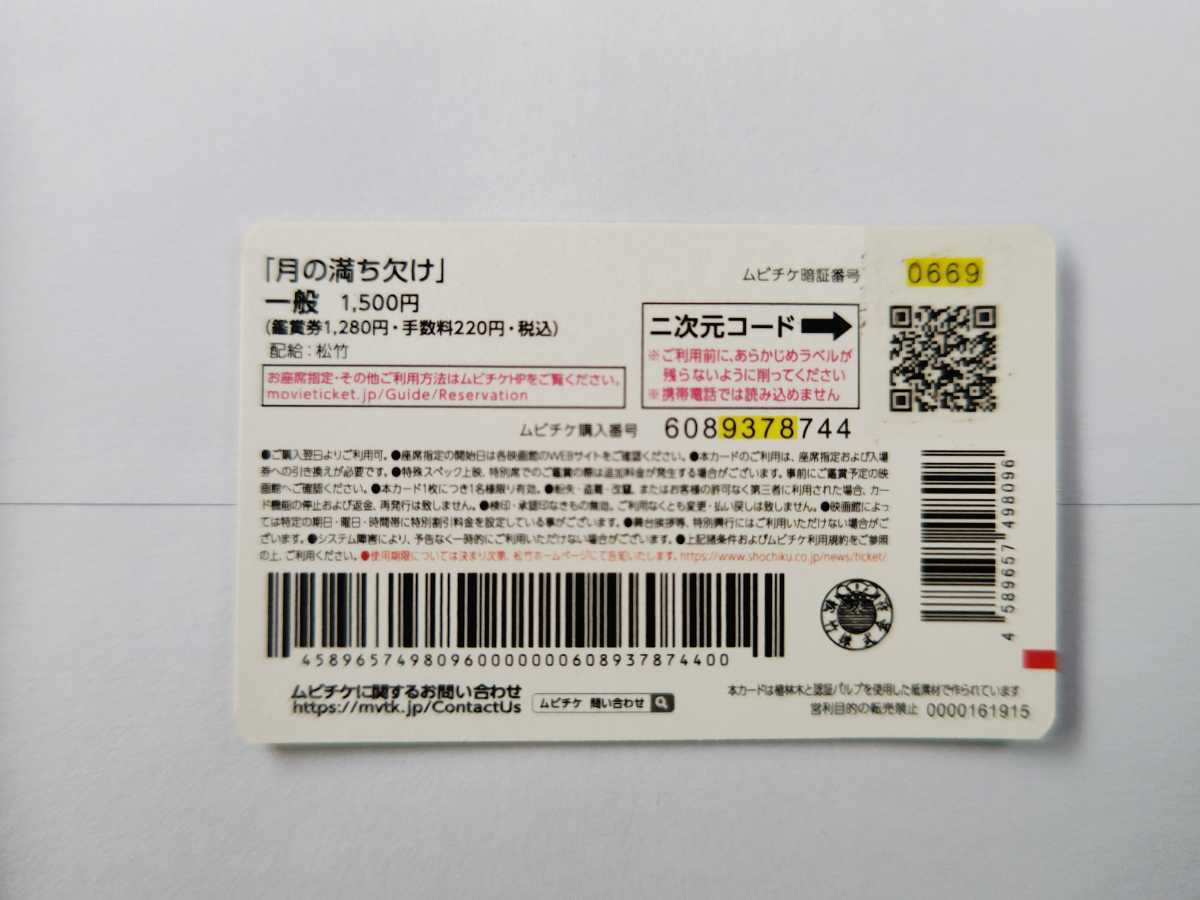 「月の満ち欠け」
一般 1,500円
(鑑賞券1,280円・手数料220円・税込)
配給:松竹
お座席指定・その他ご利用方法はムビチケHPをご覧ください。
movieticket.jp/Guide/Reservation
ムビチケ暗証番号 0669
二次元コード
※ご利用前に、あらかじめラベルが
残らないように削ってください
※携帯電話では読み込めません
ムビチケ購入番号 6089378744
●ご購入翌日よりご利用可。●座席指定の開始日は各映画館のWEBサイトをご確認ください。●本カードのご利用は、座席指定および入場
券への引き換えが必要です。●特殊スペック上映、特別席でのご鑑賞の際は追加料金が発生する場合がございます。事前にご鑑賞予定の映
画館へご確認ください。●本カード1枚につき1名様限り有効。●転失・盗難・改竄、またはお客様の許可なく第三者に利用された場合、カー
ド機能の停止および返金、再発行は致しません。●検印・承認印なきもの無効。ご利用なくとも変更・払い戻しは致しません。●映画館によっ
ては特定の期日・曜日・時間帯に特別割引料金を設定している事がございます。●舞台挨拶等、特別興行にはご利用いただけない場合がご
ざいます。●システム障害により、予告なく一時的にご利用いただけない場合がございます。●上記諸条件およびムビチケ利用規約をご参照
の上、ご利用ください。●使用期限については決まり次第、松竹ホームページにて告知いたします。https://www.shochiku.co.jp/news/ticket/
4589657498096000000060893787440​0
4 589657 498096
松竹株式会社
ムビチケに関するお問い合わせ
https://mvtk.jp/ContactUs
ムビチケ 問い合わせ
本カードは植林木と認証パルプを使用した紙素材で作られています
営利目的の転売禁止 0000161915